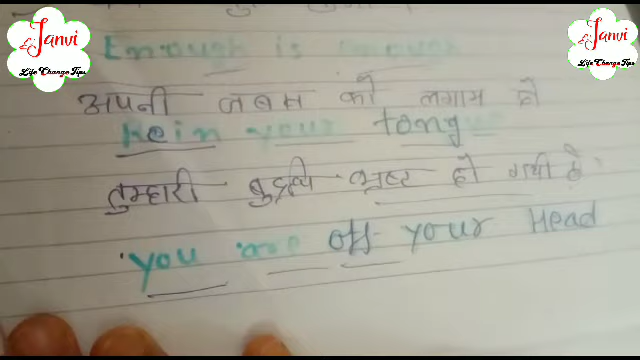 Janvi
Life Change Tips
Janvi
Life Change Tips
Enough is enough
अपनी जबम को लगाम दो
Rein your tongue
तुम्हारी बुद्धि भ्रष्ट हो गयी है
you are off your Head